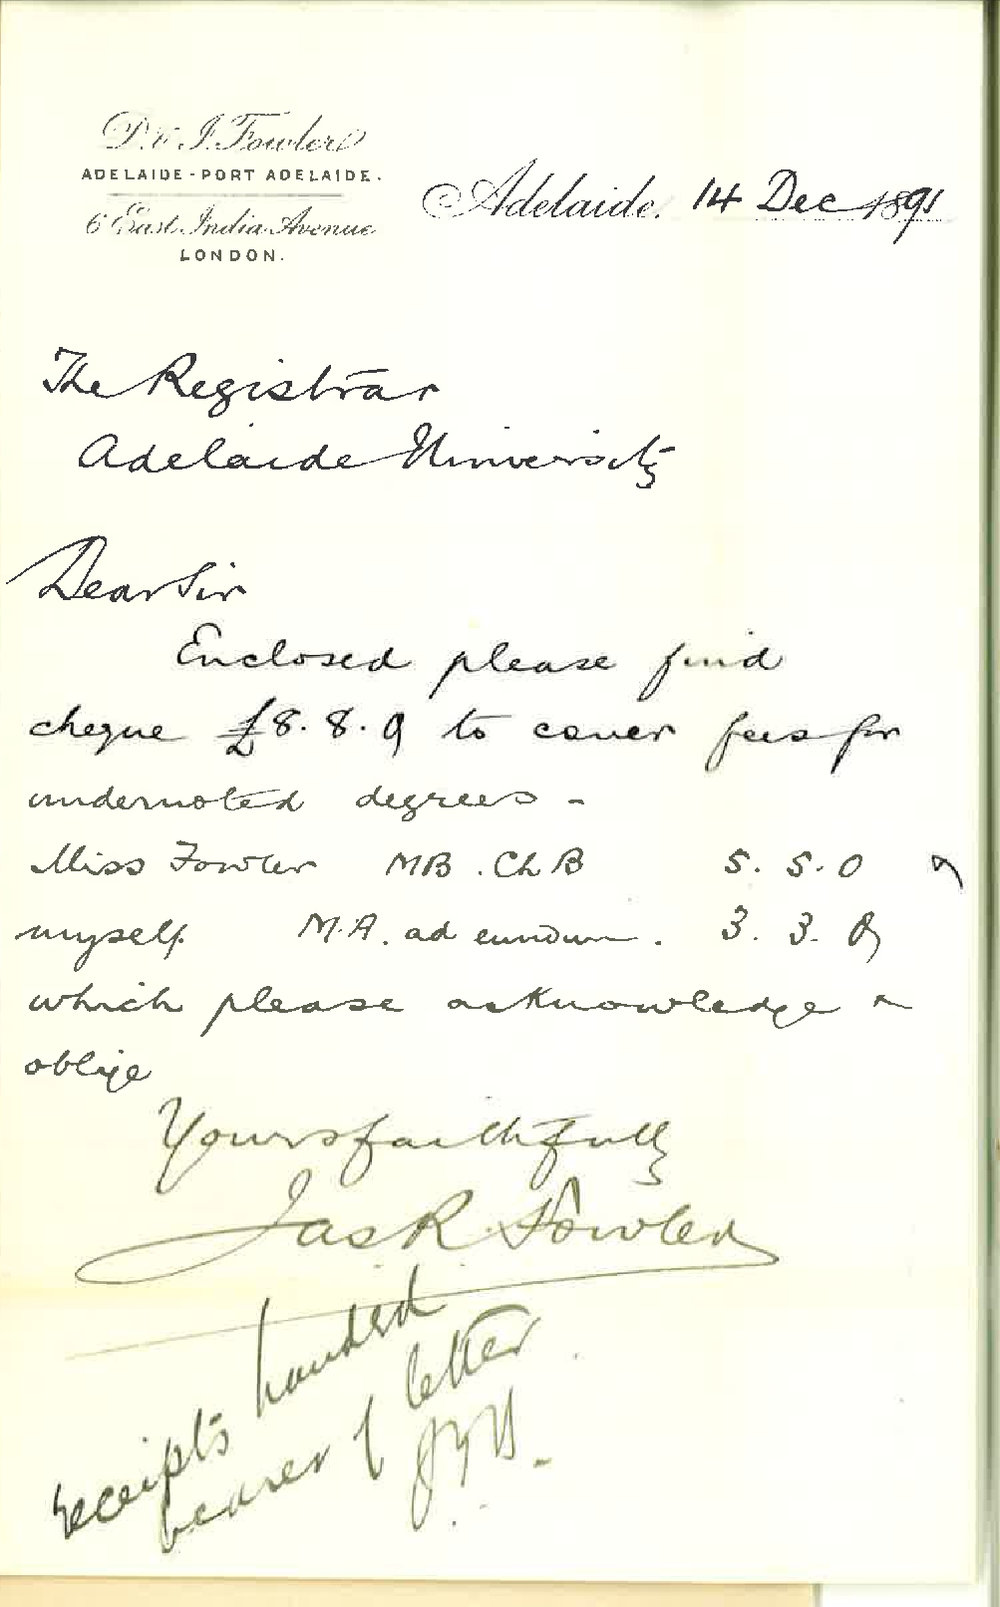 D. & J. Fowler
ADELAIDE - PORT ADELAIDE.
6 East India Avenue
LONDON.
Adelaide. 14 Dec 1891
The Registrar
Adelaide University
Dear Sir
Enclosed please find
cheque £8.8.0 to cover fees for
undernoted degrees -
Miss Fowler MB. Ch B 5. 5. 0
myself M.A. ad eundum. 3. 3. 0
which please acknowledge &
oblige
Yours faithfully
Jas R Fowler
receipts handed
bearer of letter